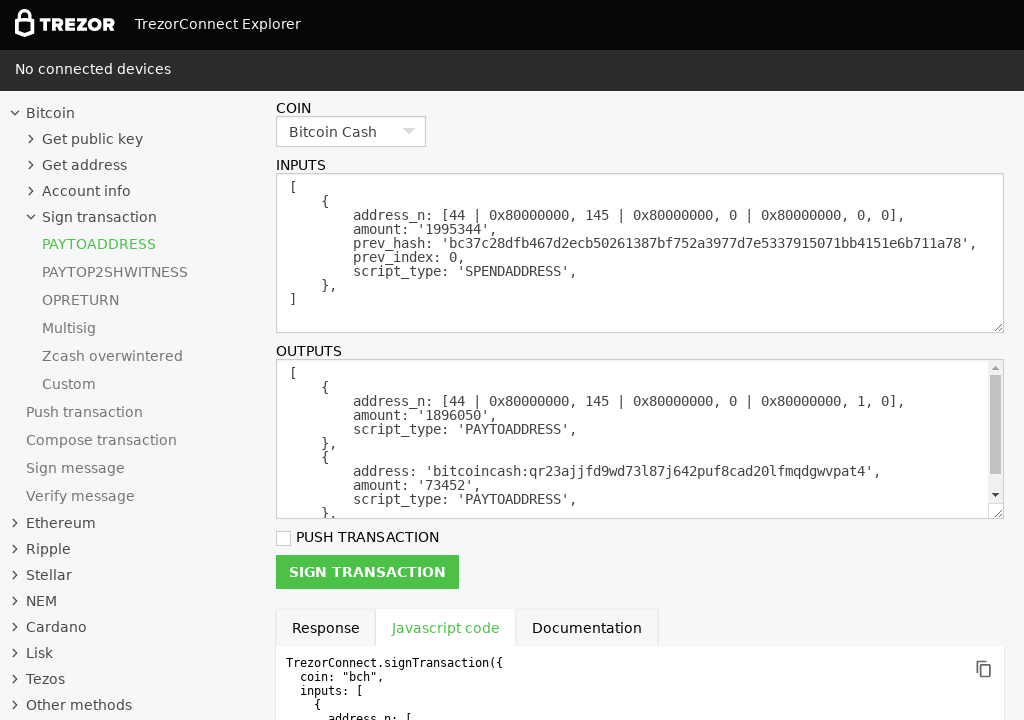 TREZOR TrezorConnect Explorer
No connected devices
Bitcoin
Get public key
Get address
Account info
Sign transaction
PAYTOADDRESS
PAYTOP2SHWITNESS
OPRETURN
Multisig
Zcash overwintered
Custom
Push transaction
Compose transaction
Sign message
Verify message
Ethereum
Ripple
Stellar
NEM
Cardano
Lisk
Tezos
Other methods
COIN
Bitcoin Cash
INPUTS
[
    {
        address_n: [44 | 0x80000000, 145 | 0x80000000, 0 | 0x80000000, 0, 0],
        amount: '1995344',
        prev_hash: 'bc37c28dfb467d2ecb50261387bf752a3977d7e5337915071bb4151e6b711a78',
        prev_index: 0,
        script_type: 'SPENDADDRESS',
    },
]
OUTPUTS
[
    {
        address_n: [44 | 0x80000000, 145 | 0x80000000, 0 | 0x80000000, 1, 0],
        amount: '1896050',
        script_type: 'PAYTOADDRESS',
    },
    {
        address: 'bitcoincash:qr23ajjfd9wd73l87j642puf8cad20lfmqdgwvpat4',
        amount: '73452',
        script_type: 'PAYTOADDRESS',
    },
PUSH TRANSACTION
SIGN TRANSACTION
Response Javascript code Documentation
TrezorConnect.signTransaction({
  coin: "bch",
  inputs: [
    {
      address_n: [